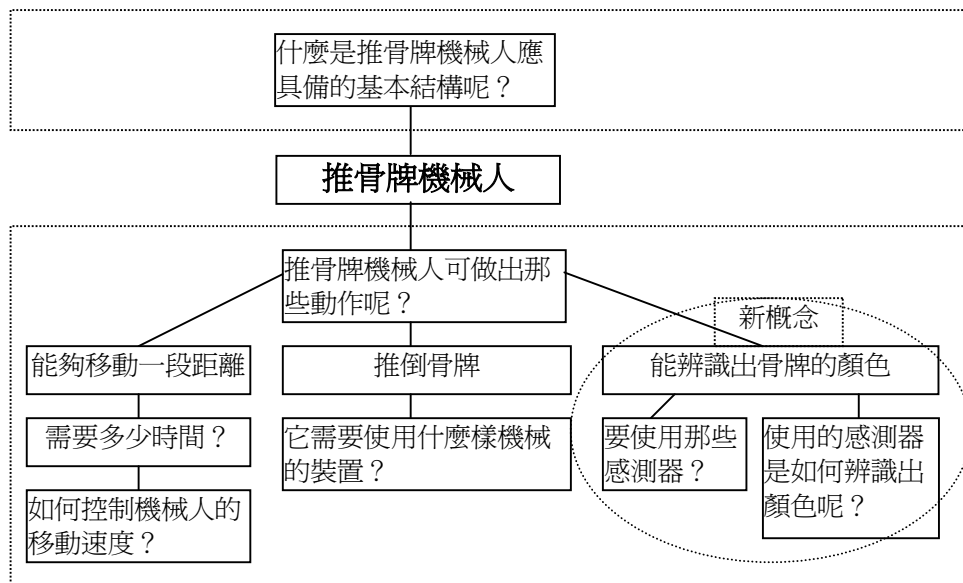 什麼是推骨牌機械人應
具備的基本結構呢？
推骨牌機械人
推骨牌機械人可做出那
些動作呢？
新概念
能夠移動一段距離
推倒骨牌
能辨識出骨牌的顏色
需要多少時間？
它需要使用什麼樣機械
的裝置？
要使用那些
感測器？
使用的感測器
是如何辨識出
顏色呢？
如何控制機械人的
移動速度？